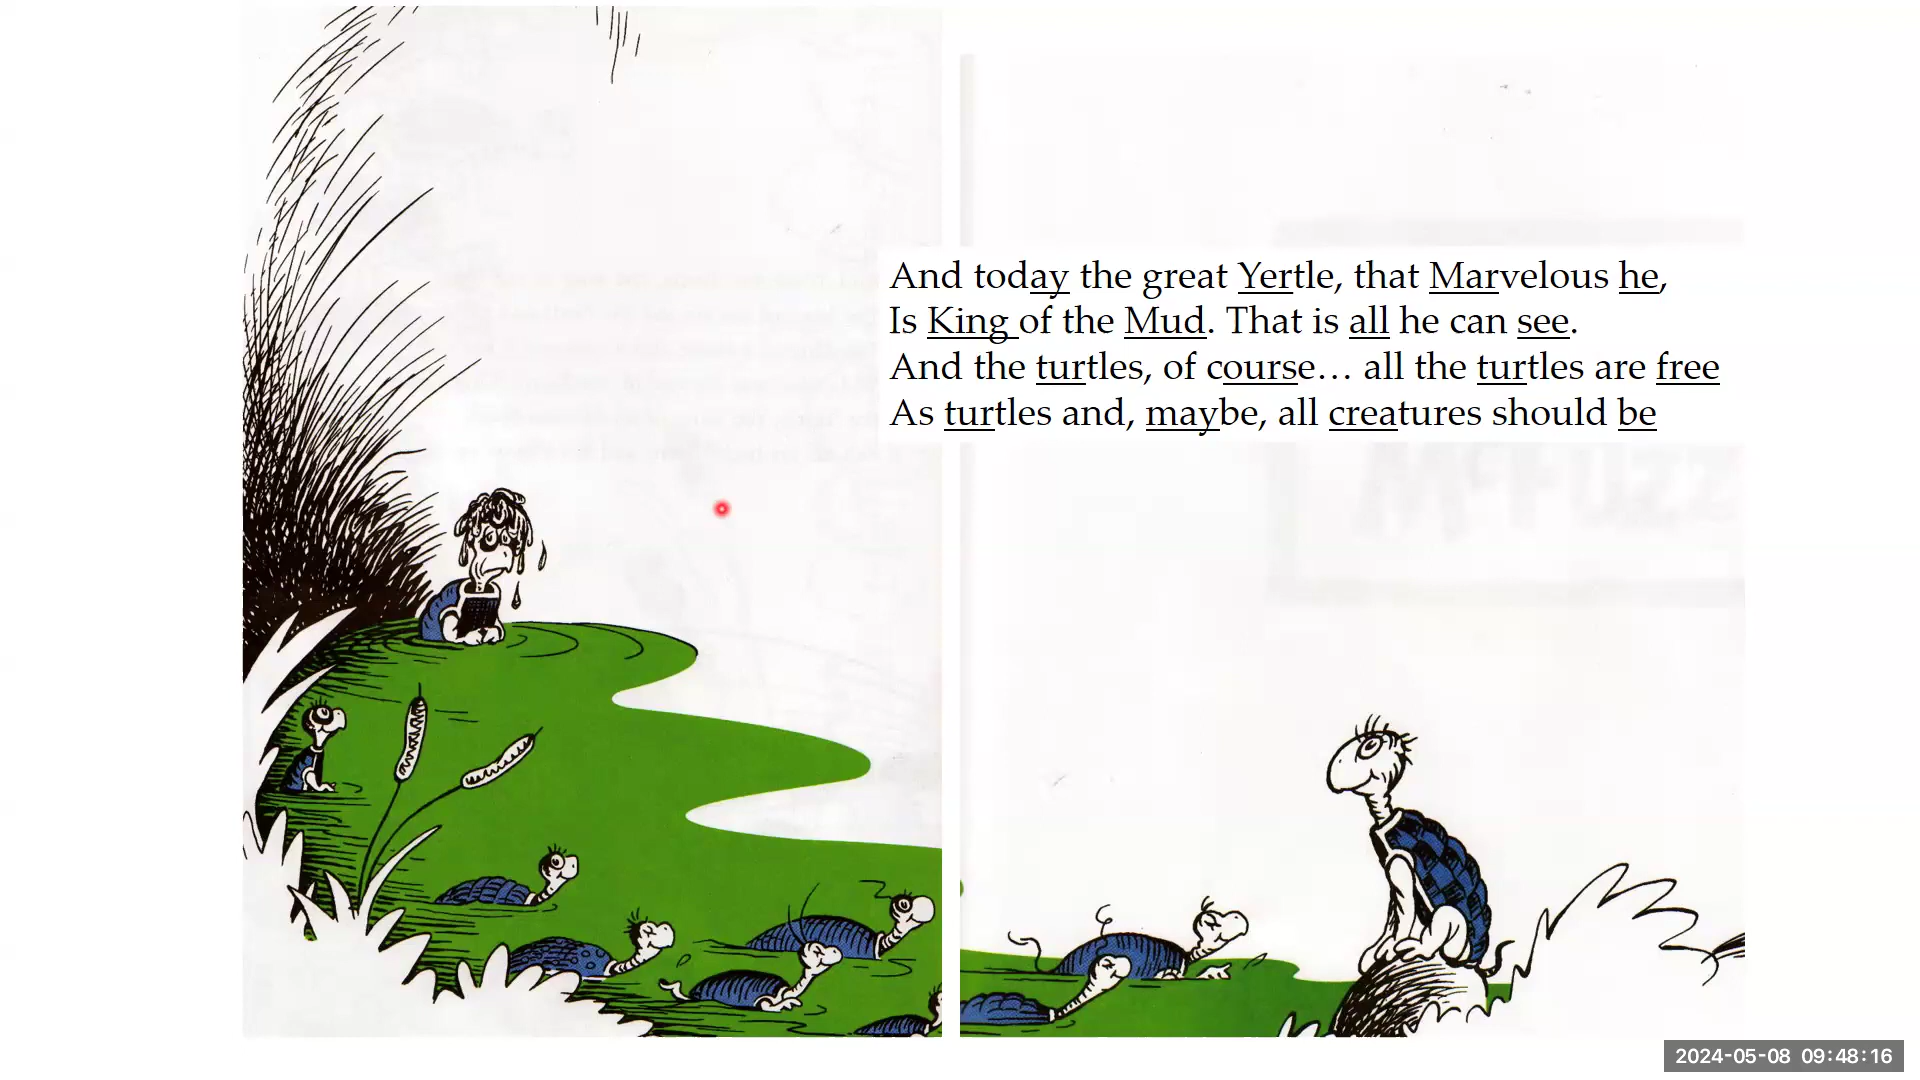 And today the great Yertle, that Marvelous he,
Is King of the Mud. That is all he can see.
And the turtles, of course… all the turtles are free
As turtles and, maybe, all creatures should be
2024-05-08 09:48:16